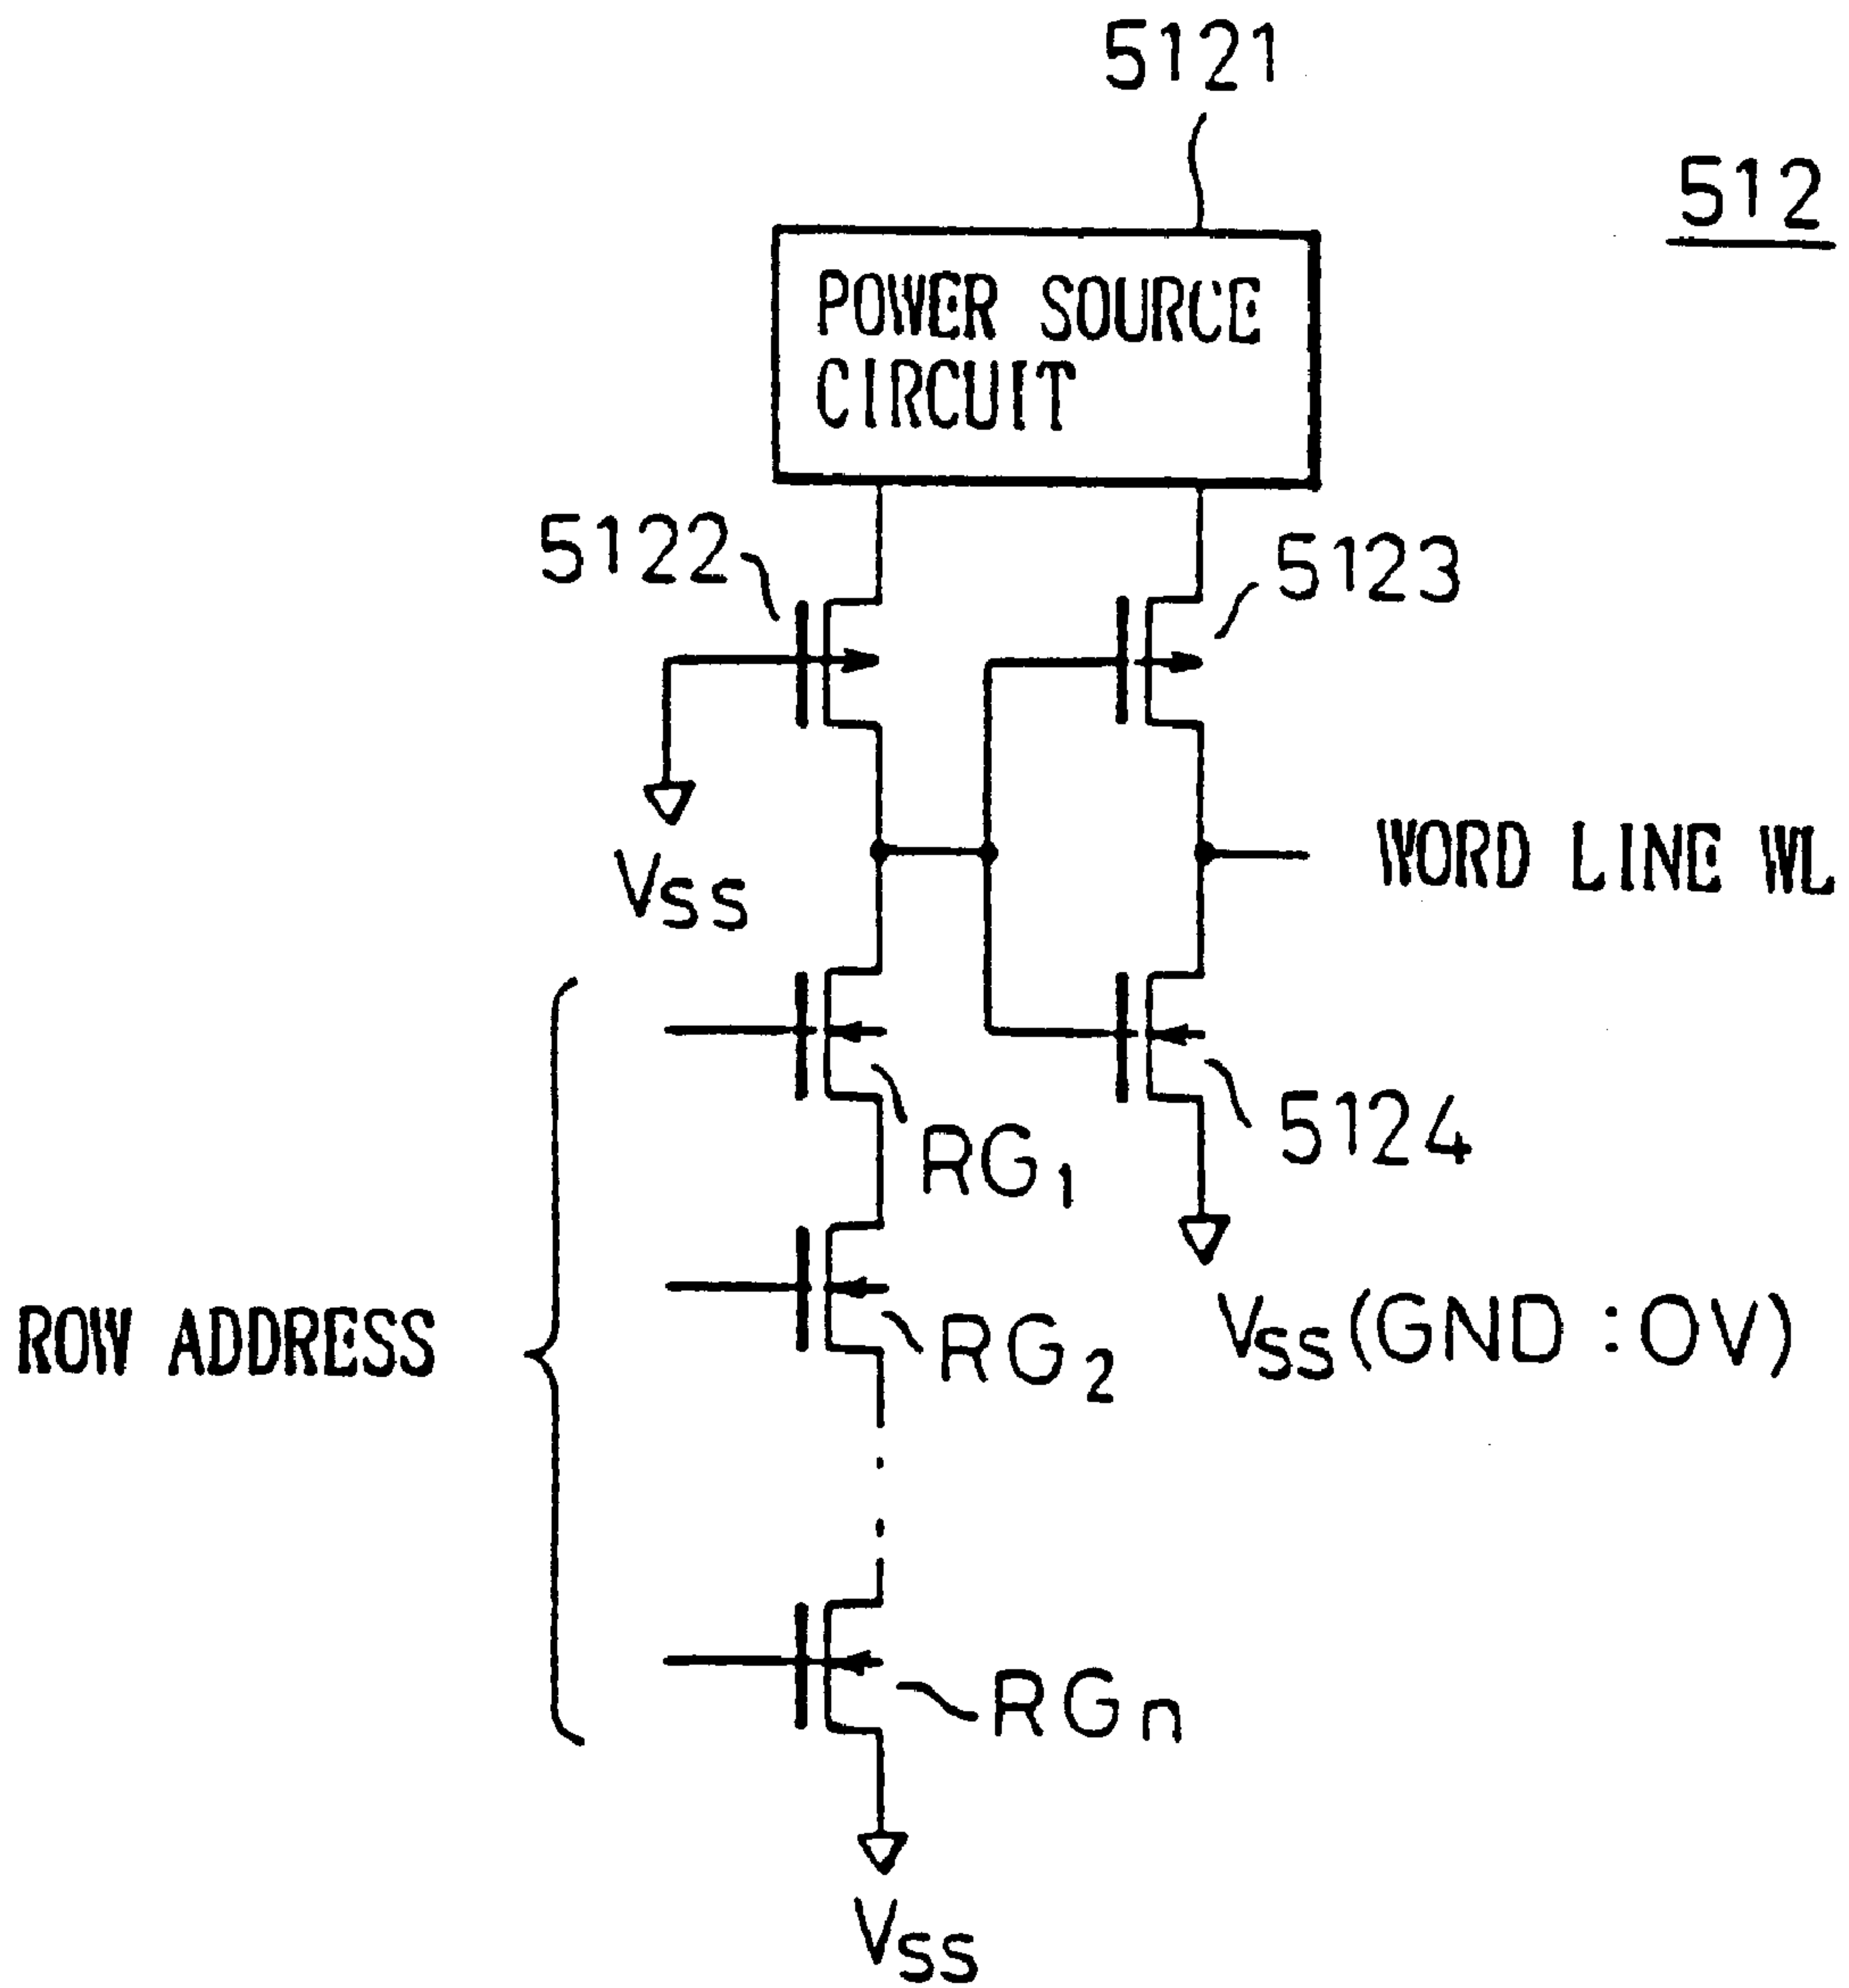 5121
512
POWER SOURCE
CIRCUIT
5122
5123
VSS
WORD LINE WL
RG1
5124
ROW ADDRESS
RG2
VSS(GND:0V)
RGn
VSS